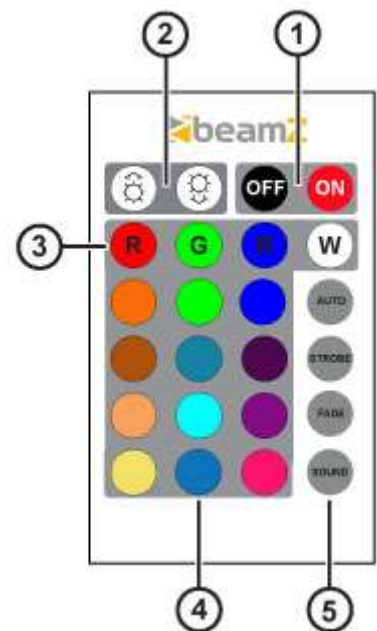 2 1
beamZ
OFF ON
3 R G B W
AUTO
STROBE
FADE
SOUND
4 5